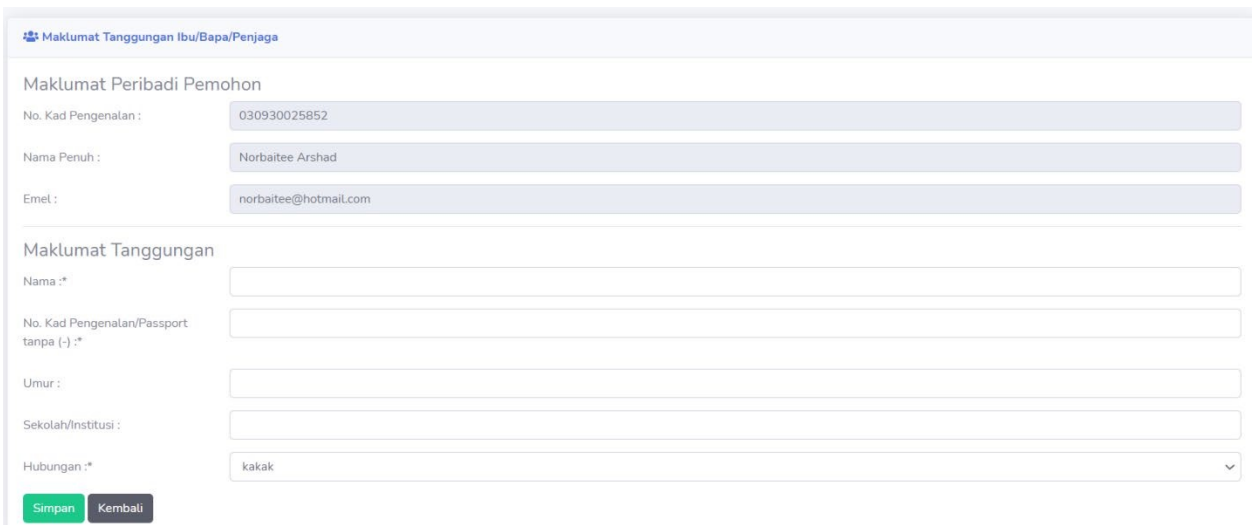 Maklumat Tanggungan Ibu/Bapa/Penjaga
Maklumat Peribadi Pemohon
No. Kad Pengenalan : 030930025852
Nama Penuh : Norbaitee Arshad
Emel : norbaitee@hotmail.com
Maklumat Tanggungan
Nama :*
No. Kad Pengenalan/Passport
tanpa (-) :*
Umur :
Sekolah/Institusi :
Hubungan :* kakak
Simpan Kembali